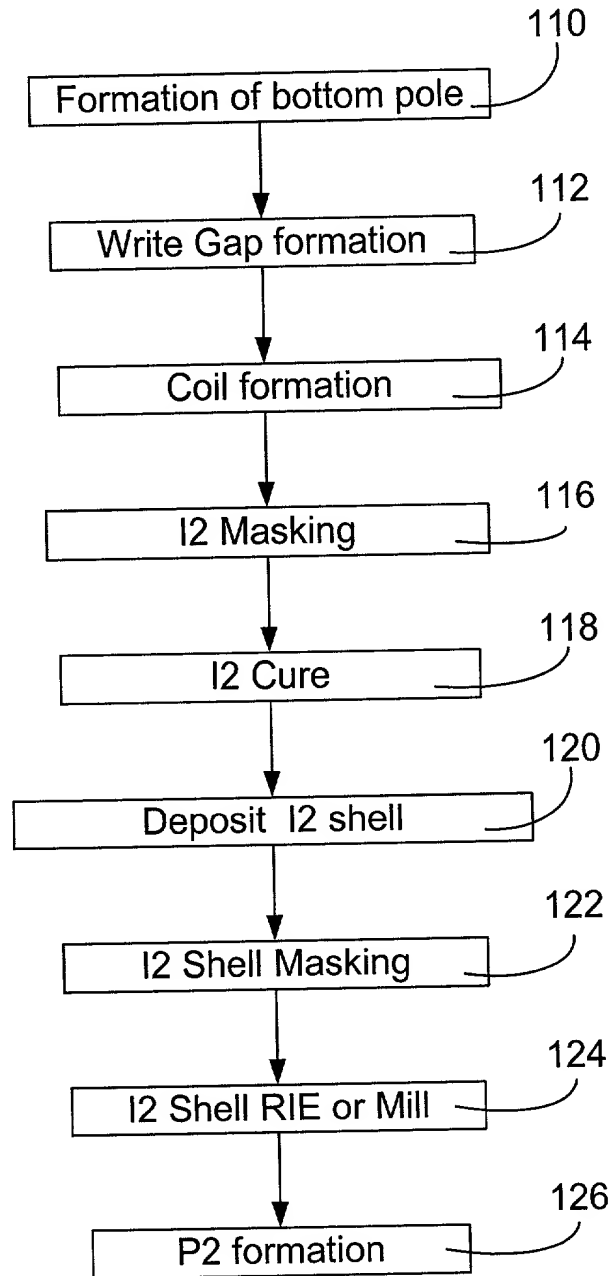 110
Formation of bottom pole
112
Write Gap formation
114
Coil formation
116
I2 Masking
118
I2 Cure
120
Deposit I2 shell
122
I2 Shell Masking
124
I2 Shell RIE or Mill
126
P2 formation